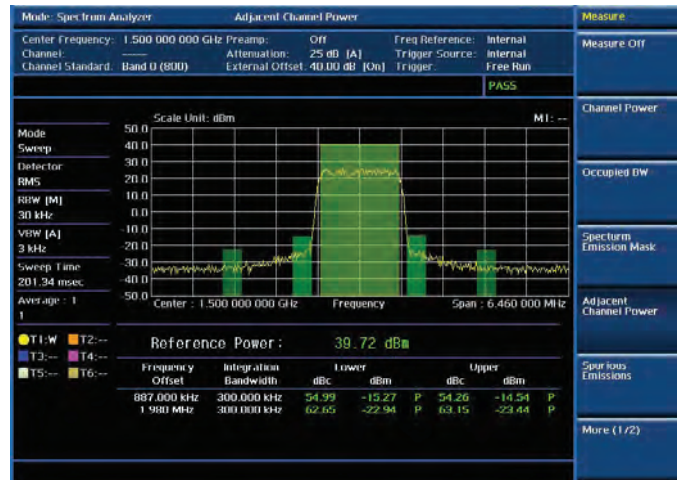 Mode: Spectrum Analyzer Adjacent Channel Power Measure
Center Frequency: 1.500 000 000 GHz Preamp: Off Freq Reference: Internal
Channel: ----- Attenuation: 25 dB [A] Trigger Source: Internal
Channel Standard: Band 0 (800) External Offset: 40.00 dB [On] Trigger: Free Run
PASS
Measure Off
Channel Power
Occupied BW
Specturm
Emission Mask
Adjacent
Channel Power
Spurious
Emissions
More (1/2)
Mode
Sweep
Detector
RMS
RBW [M]
30 kHz
VBW [A]
3 kHz
Sweep Time
201.34 msec
Average : 1
1
T1:W T2:--
T3:-- T4:--
T5:-- T6:--
Scale Unit: dBm M1: --
50.0
40.0
30.0
20.0
10.0
0.0
-10.0
-20.0
-30.0
-40.0
-50.0
Center : 1.500 000 000 GHz Frequency Span : 6.460 000 MHz
Reference Power: 39.72 dBm
Frequency Integration Lower Upper
Offset Bandwidth dBc dBm dBc dBm
887.000 kHz 300.000 kHz 54.99 -15.27 P 54.26 -14.54 P
1.980 MHz 300.000 kHz 62.65 -22.94 P 63.15 -23.44 P